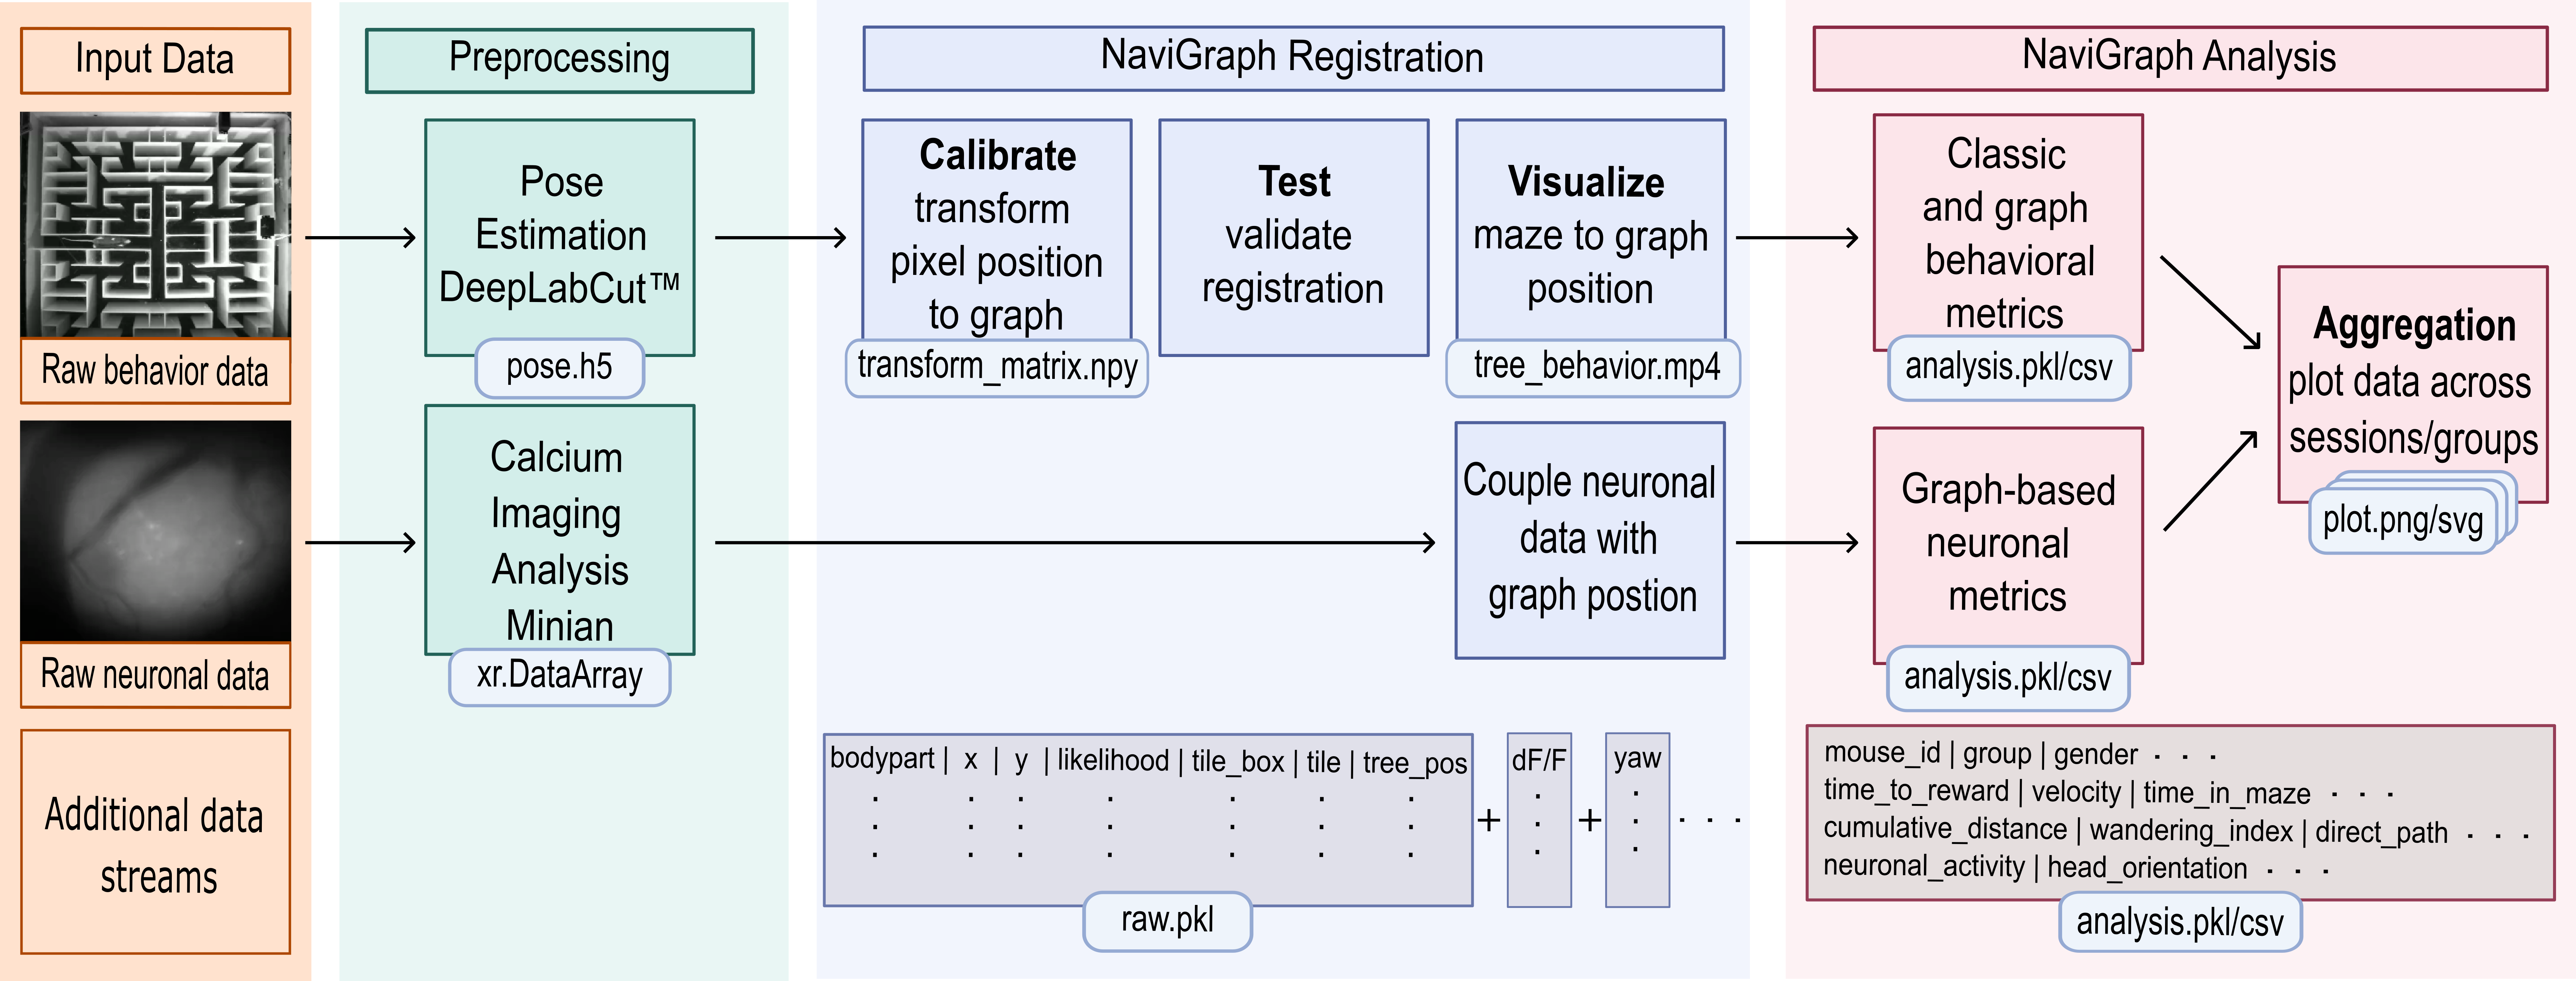 Input Data
Raw behavior data
Raw neuronal data
Additional data
streams
Preprocessing
Pose
Estimation
DeepLabCut™
pose.h5
Calcium
Imaging
Analysis
Minian
xr.DataArray
NaviGraph Registration
Calibrate
transform
pixel position
to graph
transform_matrix.npy
Test
validate
registration
Visualize
maze to graph
position
tree_behavior.mp4
Couple neuronal
data with
graph postion
bodypart | x | y | likelihood | tile_box | tile | tree_pos + dF/F + yaw . . .
raw.pkl
NaviGraph Analysis
Classic
and graph
behavioral
metrics
analysis.pkl/csv
Graph-based
neuronal
metrics
analysis.pkl/csv
Aggregation
plot data across
sessions/groups
plot.png/svg
mouse_id | group | gender . . .
time_to_reward | velocity | time_in_maze . . .
cumulative_distance | wandering_index | direct_path . . .
neuronal_activity | head_orientation . . .
analysis.pkl/csv